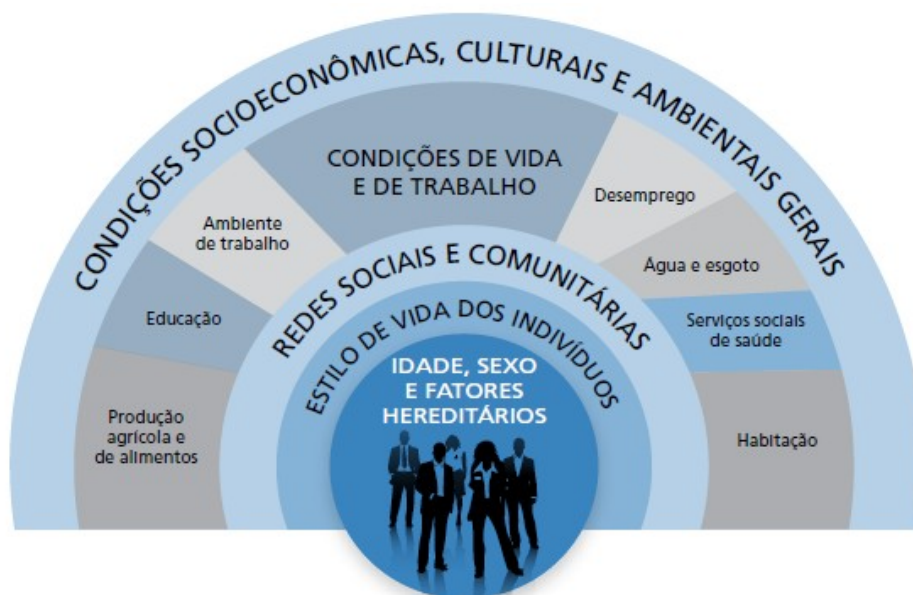 CONDIÇÕES SOCIOECONÔMICAS, CULTURAIS E AMBIENTAIS GERAIS
CONDIÇÕES DE VIDA
E DE TRABALHO
Ambiente
de trabalho
Educação
Produção
agrícola e
de alimentos
Desemprego
Água e esgoto
Serviços sociais
de saúde
Habitação
REDES SOCIAIS E COMUNITÁRIAS
ESTILO DE VIDA DOS INDIVÍDUOS
IDADE, SEXO
E FATORES
HEREDITÁRIOS